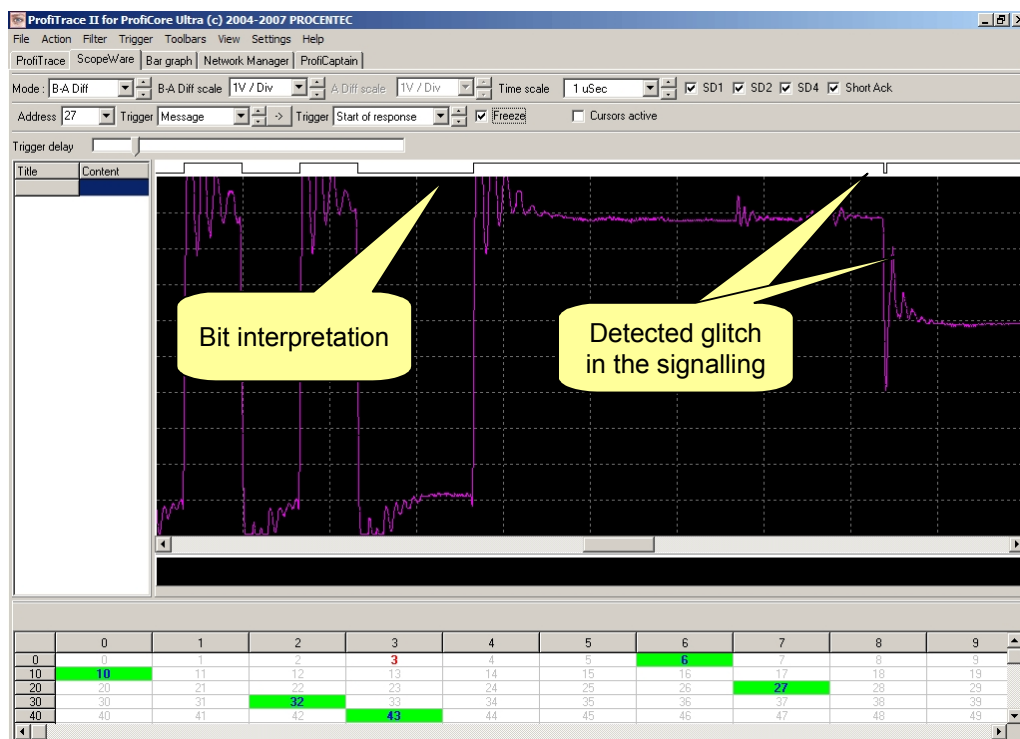 ProfiTrace II for ProfiCore Ultra (c) 2004-2007 PROCENTEC
File Action Filter Trigger Toolbars View Settings Help
ProfiTrace ScopeWare Bar graph Network Manager ProfiCaptain
Mode : B-A Diff B-A Diff scale 1V / Div A Diff scale 1V / Div Time scale 1 uSec SD1 SD2 SD4 Short Ack
Address 27 Trigger Message -> Trigger Start of response Freeze Cursors active
Trigger delay
Title Content
Bit interpretation
Detected glitch
in the signalling
0 1 2 3 4 5 6 7 8 9
0 0 1 2 3 4 5 6 7 8 9
10 10 11 12 13 14 15 16 17 18 19
20 20 21 22 23 24 25 26 27 28 29
30 30 31 32 33 34 35 36 37 38 39
40 40 41 42 43 44 45 46 47 48 49